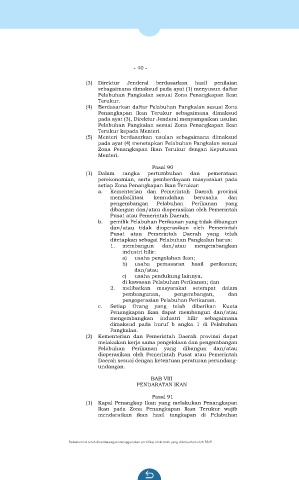 - 90 -
(3) Direktur Jenderal berdasarkan hasil penilaian
sebagaimana dimaksud pada ayat (1) menyusun daftar
Pelabuhan Pangkalan sesuai Zona Penangkapan Ikan
Terukur.
(4) Berdasarkan daftar Pelabuhan Pangkalan sesuai Zona
Penangkapan Ikan Terukur sebagaimana dimaksud
pada ayat (3), Direktur Jenderal menyampaikan usulan
Pelabuhan Pangkalan sesuai Zona Penangkapan Ikan
Terukur kepada Menteri.
(5) Menteri berdasarkan usulan sebagaimana dimaksud
pada ayat (4) menetapkan Pelabuhan Pangkalan sesuai
Zona Penangkapan Ikan Terukur dengan keputusan
Menteri.
Pasal 90
(1) Dalam rangka pertumbuhan dan pemerataan
perekonomian, serta pemberdayaan masyarakat pada
setiap Zona Penangkapan Ikan Terukur:
a. Kementerian dan Pemerintah Daerah provinsi
memfasilitasi kemudahan berusaha dan
pengembangan Pelabuhan Perikanan yang
dibangun dan/atau dioperasikan oleh Pemerintah
Pusat atau Pemerintah Daerah;
b. pemilik Pelabuhan Perikanan yang tidak dibangun
dan/atau tidak dioperasikan oleh Pemerintah
Pusat atau Pemerintah Daerah yang telah
ditetapkan sebagai Pelabuhan Pangkalan harus:
1. membangun dan/atau mengembangkan
industri hilir:
a) usaha pengolahan ikan;
b) usaha pemasaran hasil perikanan;
dan/atau
c) usaha pendukung lainnya,
di kawasan Pelabuhan Perikanan; dan
2. melibatkan masyarakat setempat dalam
pembangunan, pengembangan, dan
pengoperasian Pelabuhan Perikanan.
c. Setiap Orang yang telah diberikan Kuota
Penangkapan Ikan dapat membangun dan/atau
mengembangkan industri hilir sebagaimana
dimaksud pada huruf b angka 1 di Pelabuhan
Pangkalan.
(2) Kementerian dan Pemerintah Daerah provinsi dapat
melakukan kerja sama pengelolaan dan pengembangan
Pelabuhan Perikanan yang dibangun dan/atau
dioperasikan oleh Pemerintah Pusat atau Pemerintah
Daerah sesuai dengan ketentuan peraturan perundang-
undangan.
BAB VIII
PENDARATAN IKAN
Pasal 91
(1) Kapal Penangkap Ikan yang melakukan Penangkapan
Ikan pada Zona Penangkapan Ikan Terukur wajib
mendaratkan ikan hasil tangkapan di Pelabuhan